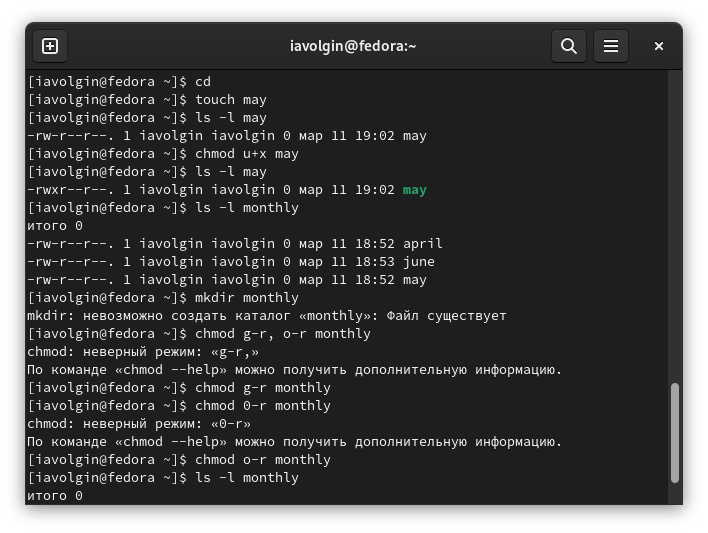 iavolgin@fedora:~
[iavolgin@fedora ~]$ cd
[iavolgin@fedora ~]$ touch may
[iavolgin@fedora ~]$ ls -l may
-rw-r--r--. 1 iavolgin iavolgin 0 мар 11 19:02 may
[iavolgin@fedora ~]$ chmod u+x may
[iavolgin@fedora ~]$ ls -l may
-rwxr--r--. 1 iavolgin iavolgin 0 мар 11 19:02 may
[iavolgin@fedora ~]$ ls -l monthly
итого 0
-rw-r--r--. 1 iavolgin iavolgin 0 мар 11 18:52 april
-rw-r--r--. 1 iavolgin iavolgin 0 мар 11 18:53 june
-rw-r--r--. 1 iavolgin iavolgin 0 мар 11 18:52 may
[iavolgin@fedora ~]$ mkdir monthly
mkdir: невозможно создать каталог «monthly»: Файл существует
[iavolgin@fedora ~]$ chmod g-r, o-r monthly
chmod: неверный режим: «g-r,»
По команде «chmod --help» можно получить дополнительную информацию.
[iavolgin@fedora ~]$ chmod g-r monthly
[iavolgin@fedora ~]$ chmod 0-r monthly
chmod: неверный режим: «0-r»
По команде «chmod --help» можно получить дополнительную информацию.
[iavolgin@fedora ~]$ chmod o-r monthly
[iavolgin@fedora ~]$ ls -l monthly
итого 0